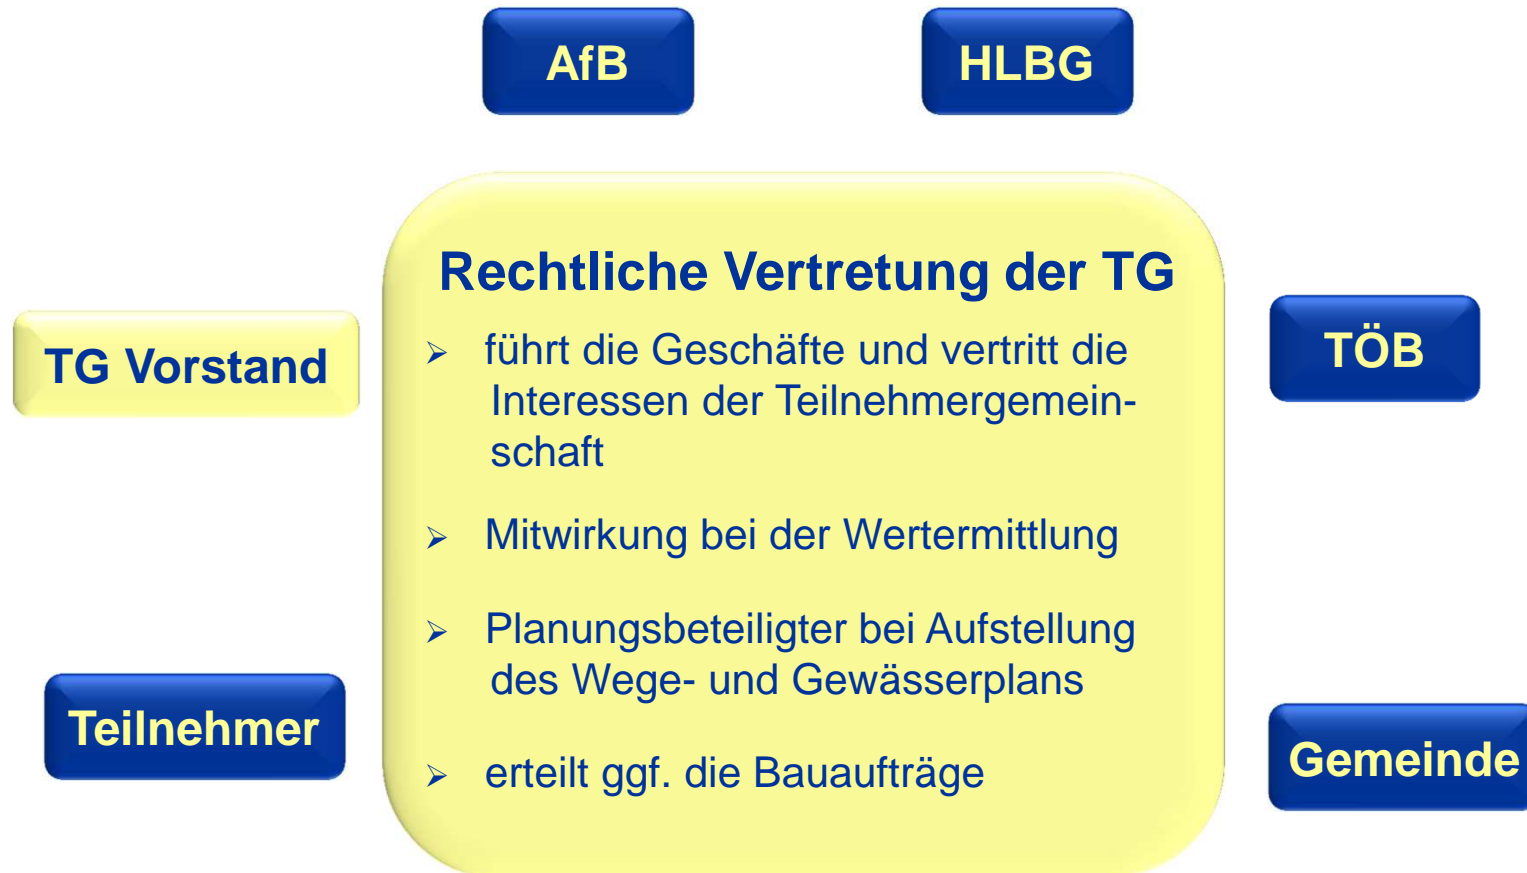 AfB
HLBG
Rechtliche Vertretung der TG
TG Vorstand
➢ führt die Geschäfte und vertritt die
Interessen der Teilnehmergemein-
schaft
➢ Mitwirkung bei der Wertermittlung
➢ Planungsbeteiligter bei Aufstellung
des Wege- und Gewässerplans
➢ erteilt ggf. die Bauaufträge
TÖB
Teilnehmer
Gemeinde